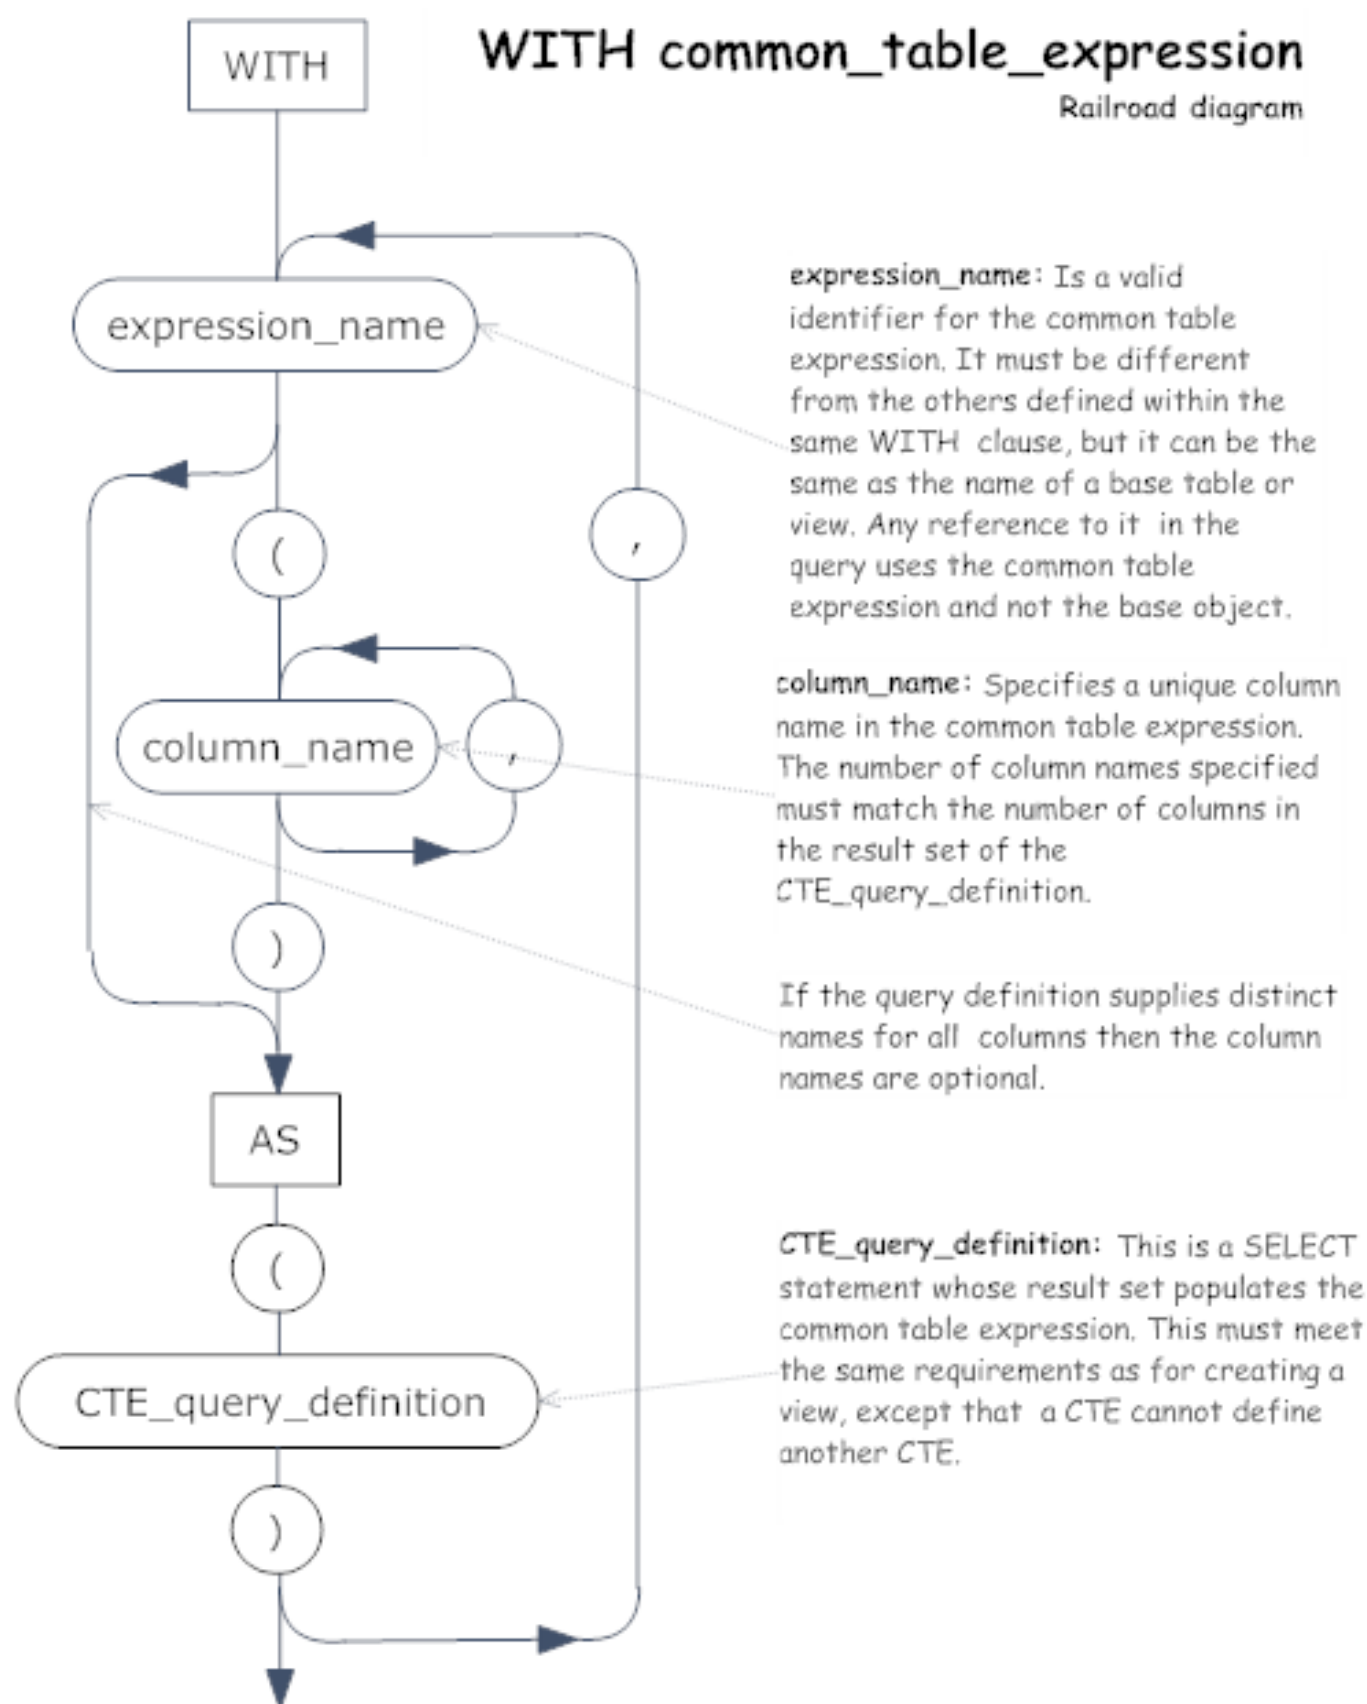 WITH common_table_expression
Railroad diagram
WITH
expression_name
(
,
column_name
,
)
AS
(
CTE_query_definition
)
expression_name: Is a valid
identifier for the common table
expression. It must be different
from the others defined within the
same WITH clause, but it can be the
same as the name of a base table or
view. Any reference to it in the
query uses the common table
expression and not the base object.
column_name: Specifies a unique column
name in the common table expression.
The number of column names specified
must match the number of columns in
the result set of the
CTE_query_definition.
If the query definition supplies distinct
names for all columns then the column
names are optional.
CTE_query_definition: This is a SELECT
statement whose result set populates the
common table expression. This must meet
the same requirements as for creating a
view, except that a CTE cannot define
another CTE.